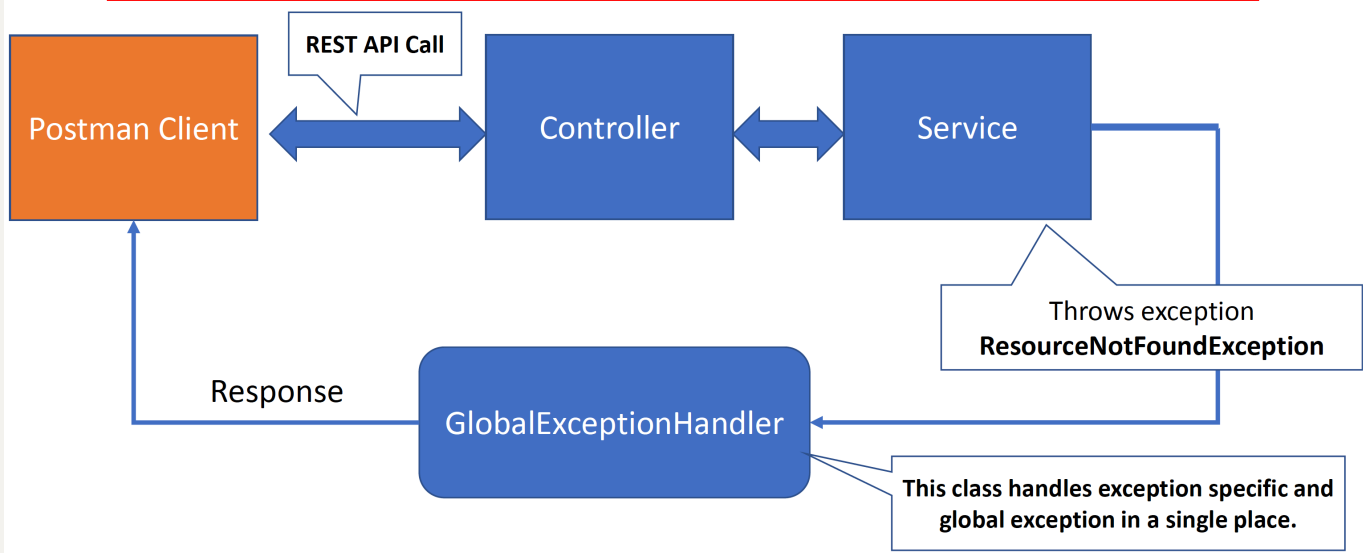 REST API Call
Postman Client
Controller
Service
Throws exception
ResourceNotFoundException
Response
GlobalExceptionHandler
This class handles exception specific and
global exception in a single place.